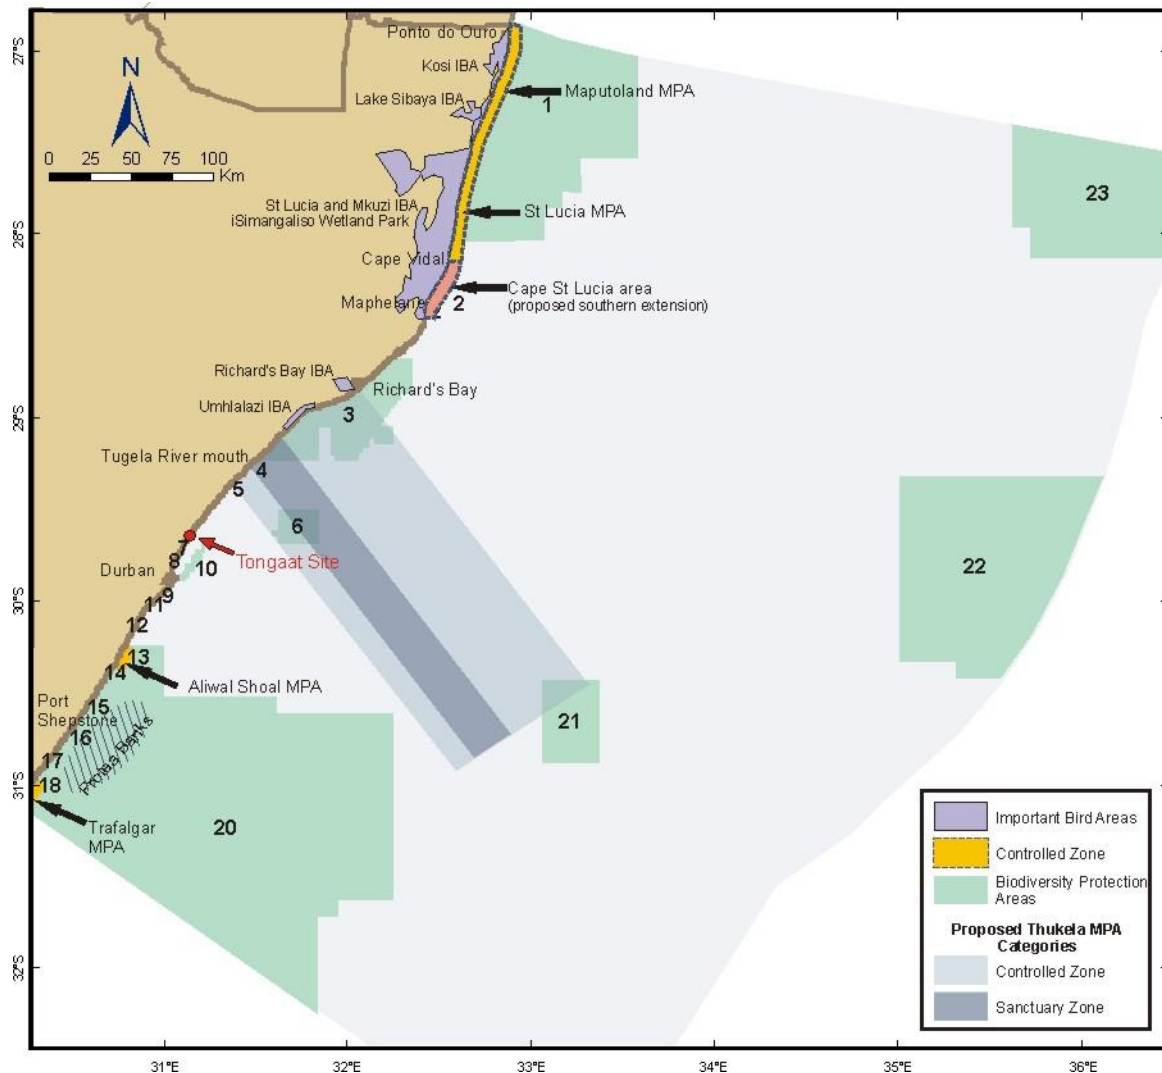 27°S
28°S
29°S
30°S
31°S
32°S
N
0 25 50 75 100
Km
Ponto do Ouro
Kosi IBA
Lake Sibaya IBA
1
Maputoland MPA
23
St Lucia and Mkuzi IBA
iSimangaliso Wetland Park
St Lucia MPA
Cape Vidal
Maphelane
2
Cape St Lucia area
(proposed southern extension)
Richard's Bay IBA
Richard's Bay
3
Umhlalazi IBA
Tugela River mouth
4
5
6
7
Tongaat Site
8
10
Durban
9
11
12
22
13
14
Aliwal Shoal MPA
15
Port
Shepstone
16
Protea Banks
17
18
Trafalgar
MPA
20
21
Important Bird Areas
Controlled Zone
Biodiversity Protection
Areas
Proposed Thukela MPA
Categories
Controlled Zone
Sanctuary Zone
31°E
32°E
33°E
34°E
35°E
36°E